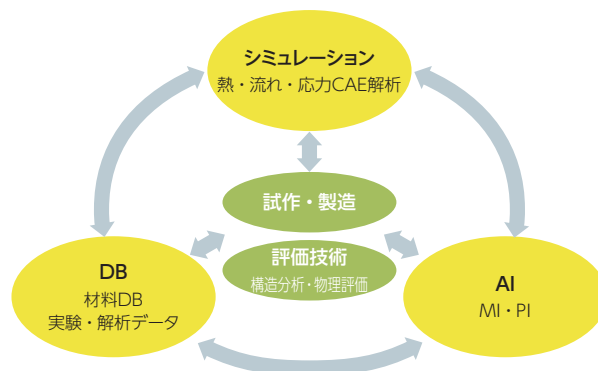 シミュレーション
熱・流れ・応力CAE解析
試作・製造
評価技術
構造分析・物理評価
DB
材料DB
実験・解析データ
AI
MI・PI